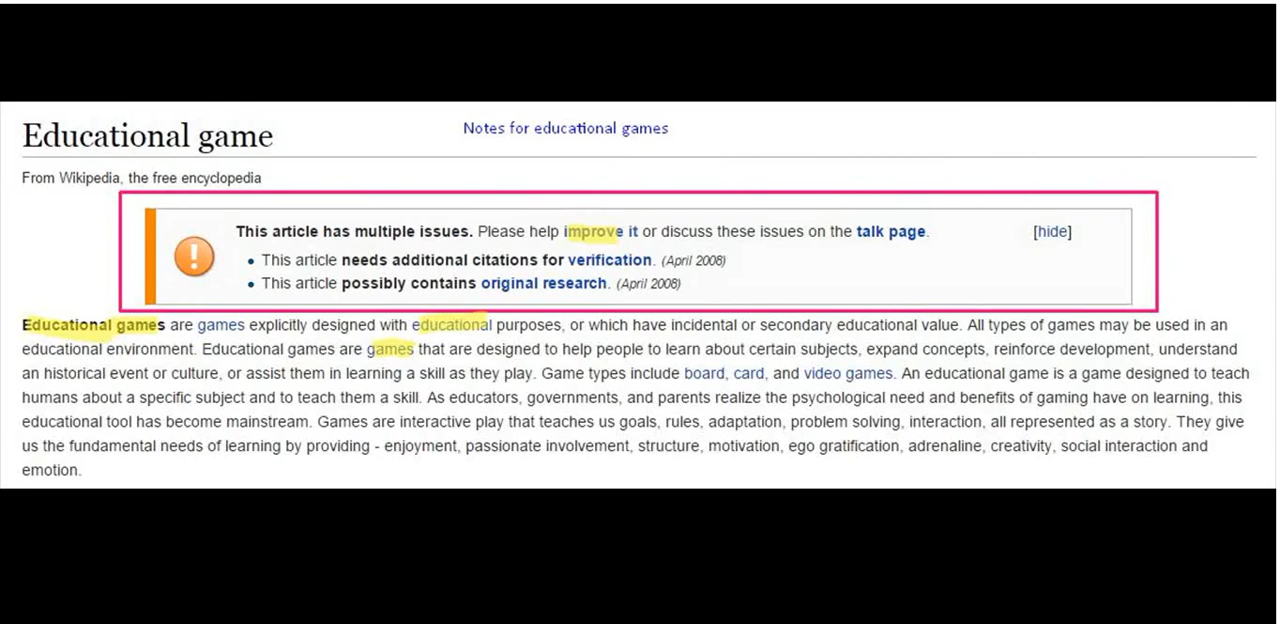 Educational game
Notes for educational games
From Wikipedia, the free encyclopedia
This article has multiple issues. Please help improve it or discuss these issues on the talk page. [hide]
• This article needs additional citations for verification. (April 2008)
• This article possibly contains original research. (April 2008)
Educational games are games explicitly designed with educational purposes, or which have incidental or secondary educational value. All types of games may be used in an
educational environment. Educational games are games that are designed to help people to learn about certain subjects, expand concepts, reinforce development, understand
an historical event or culture, or assist them in learning a skill as they play. Game types include board, card, and video games. An educational game is a game designed to teach
humans about a specific subject and to teach them a skill. As educators, governments, and parents realize the psychological need and benefits of gaming have on learning, this
educational tool has become mainstream. Games are interactive play that teaches us goals, rules, adaptation, problem solving, interaction, all represented as a story. They give
us the fundamental needs of learning by providing - enjoyment, passionate involvement, structure, motivation, ego gratification, adrenaline, creativity, social interaction and
emotion.